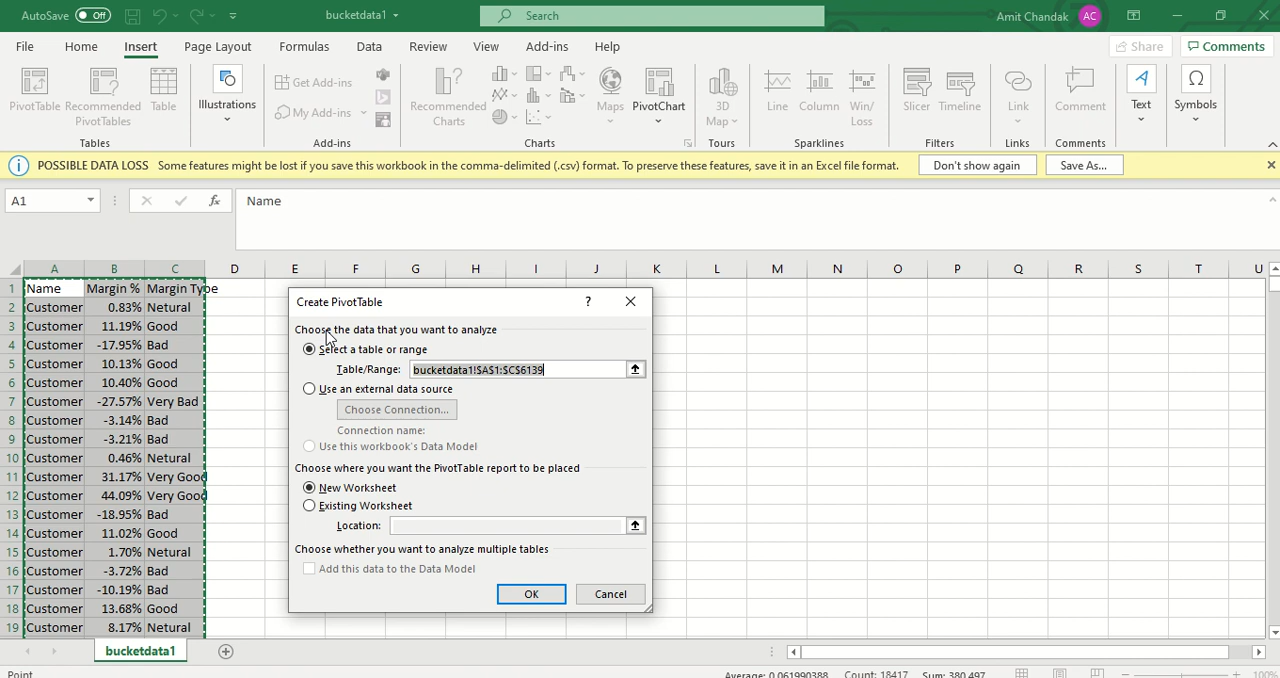 AutoSave Off bucketdata1 Search Amit Chandak AC
File Home Insert Page Layout Formulas Data Review View Add-ins Help Share Comments
PivotTable Recommended PivotTables Table Illustrations Get Add-ins My Add-ins Recommended Charts Maps PivotChart 3D Map Line Column Win/Loss Slicer Timeline Link Comment Text Symbols
Tables Add-ins Charts Tours Sparklines Filters Links Comments
POSSIBLE DATA LOSS Some features might be lost if you save this workbook in the comma-delimited (.csv) format. To preserve these features, save it in an Excel file format. Don't show again Save As...
A1 fx Name
A B C D E F G H I J K L M N O P Q R S T U
1 Name Margin % Margin Type
2 Customer 0.83% Netural
3 Customer 11.19% Good
4 Customer -17.95% Bad
5 Customer 10.13% Good
6 Customer 10.40% Good
7 Customer -27.57% Very Bad
8 Customer -3.14% Bad
9 Customer -3.21% Bad
10 Customer 0.46% Netural
11 Customer 31.17% Very Good
12 Customer 44.09% Very Good
13 Customer -18.95% Bad
14 Customer 11.02% Good
15 Customer 1.70% Netural
16 Customer -3.72% Bad
17 Customer -10.19% Bad
18 Customer 13.68% Good
19 Customer 8.17% Netural
Create PivotTable ?
Choose the data that you want to analyze
Select a table or range
Table/Range: bucketdata1!$A$1:$C$6139
Use an external data source
Choose Connection...
Connection name:
Use this workbook's Data Model
Choose where you want the PivotTable report to be placed
New Worksheet
Existing Worksheet
Location:
Choose whether you want to analyze multiple tables
Add this data to the Data Model
OK Cancel
bucketdata1
Point Average: 0.061990388 Count: 18417 Sum: 380.497 100%